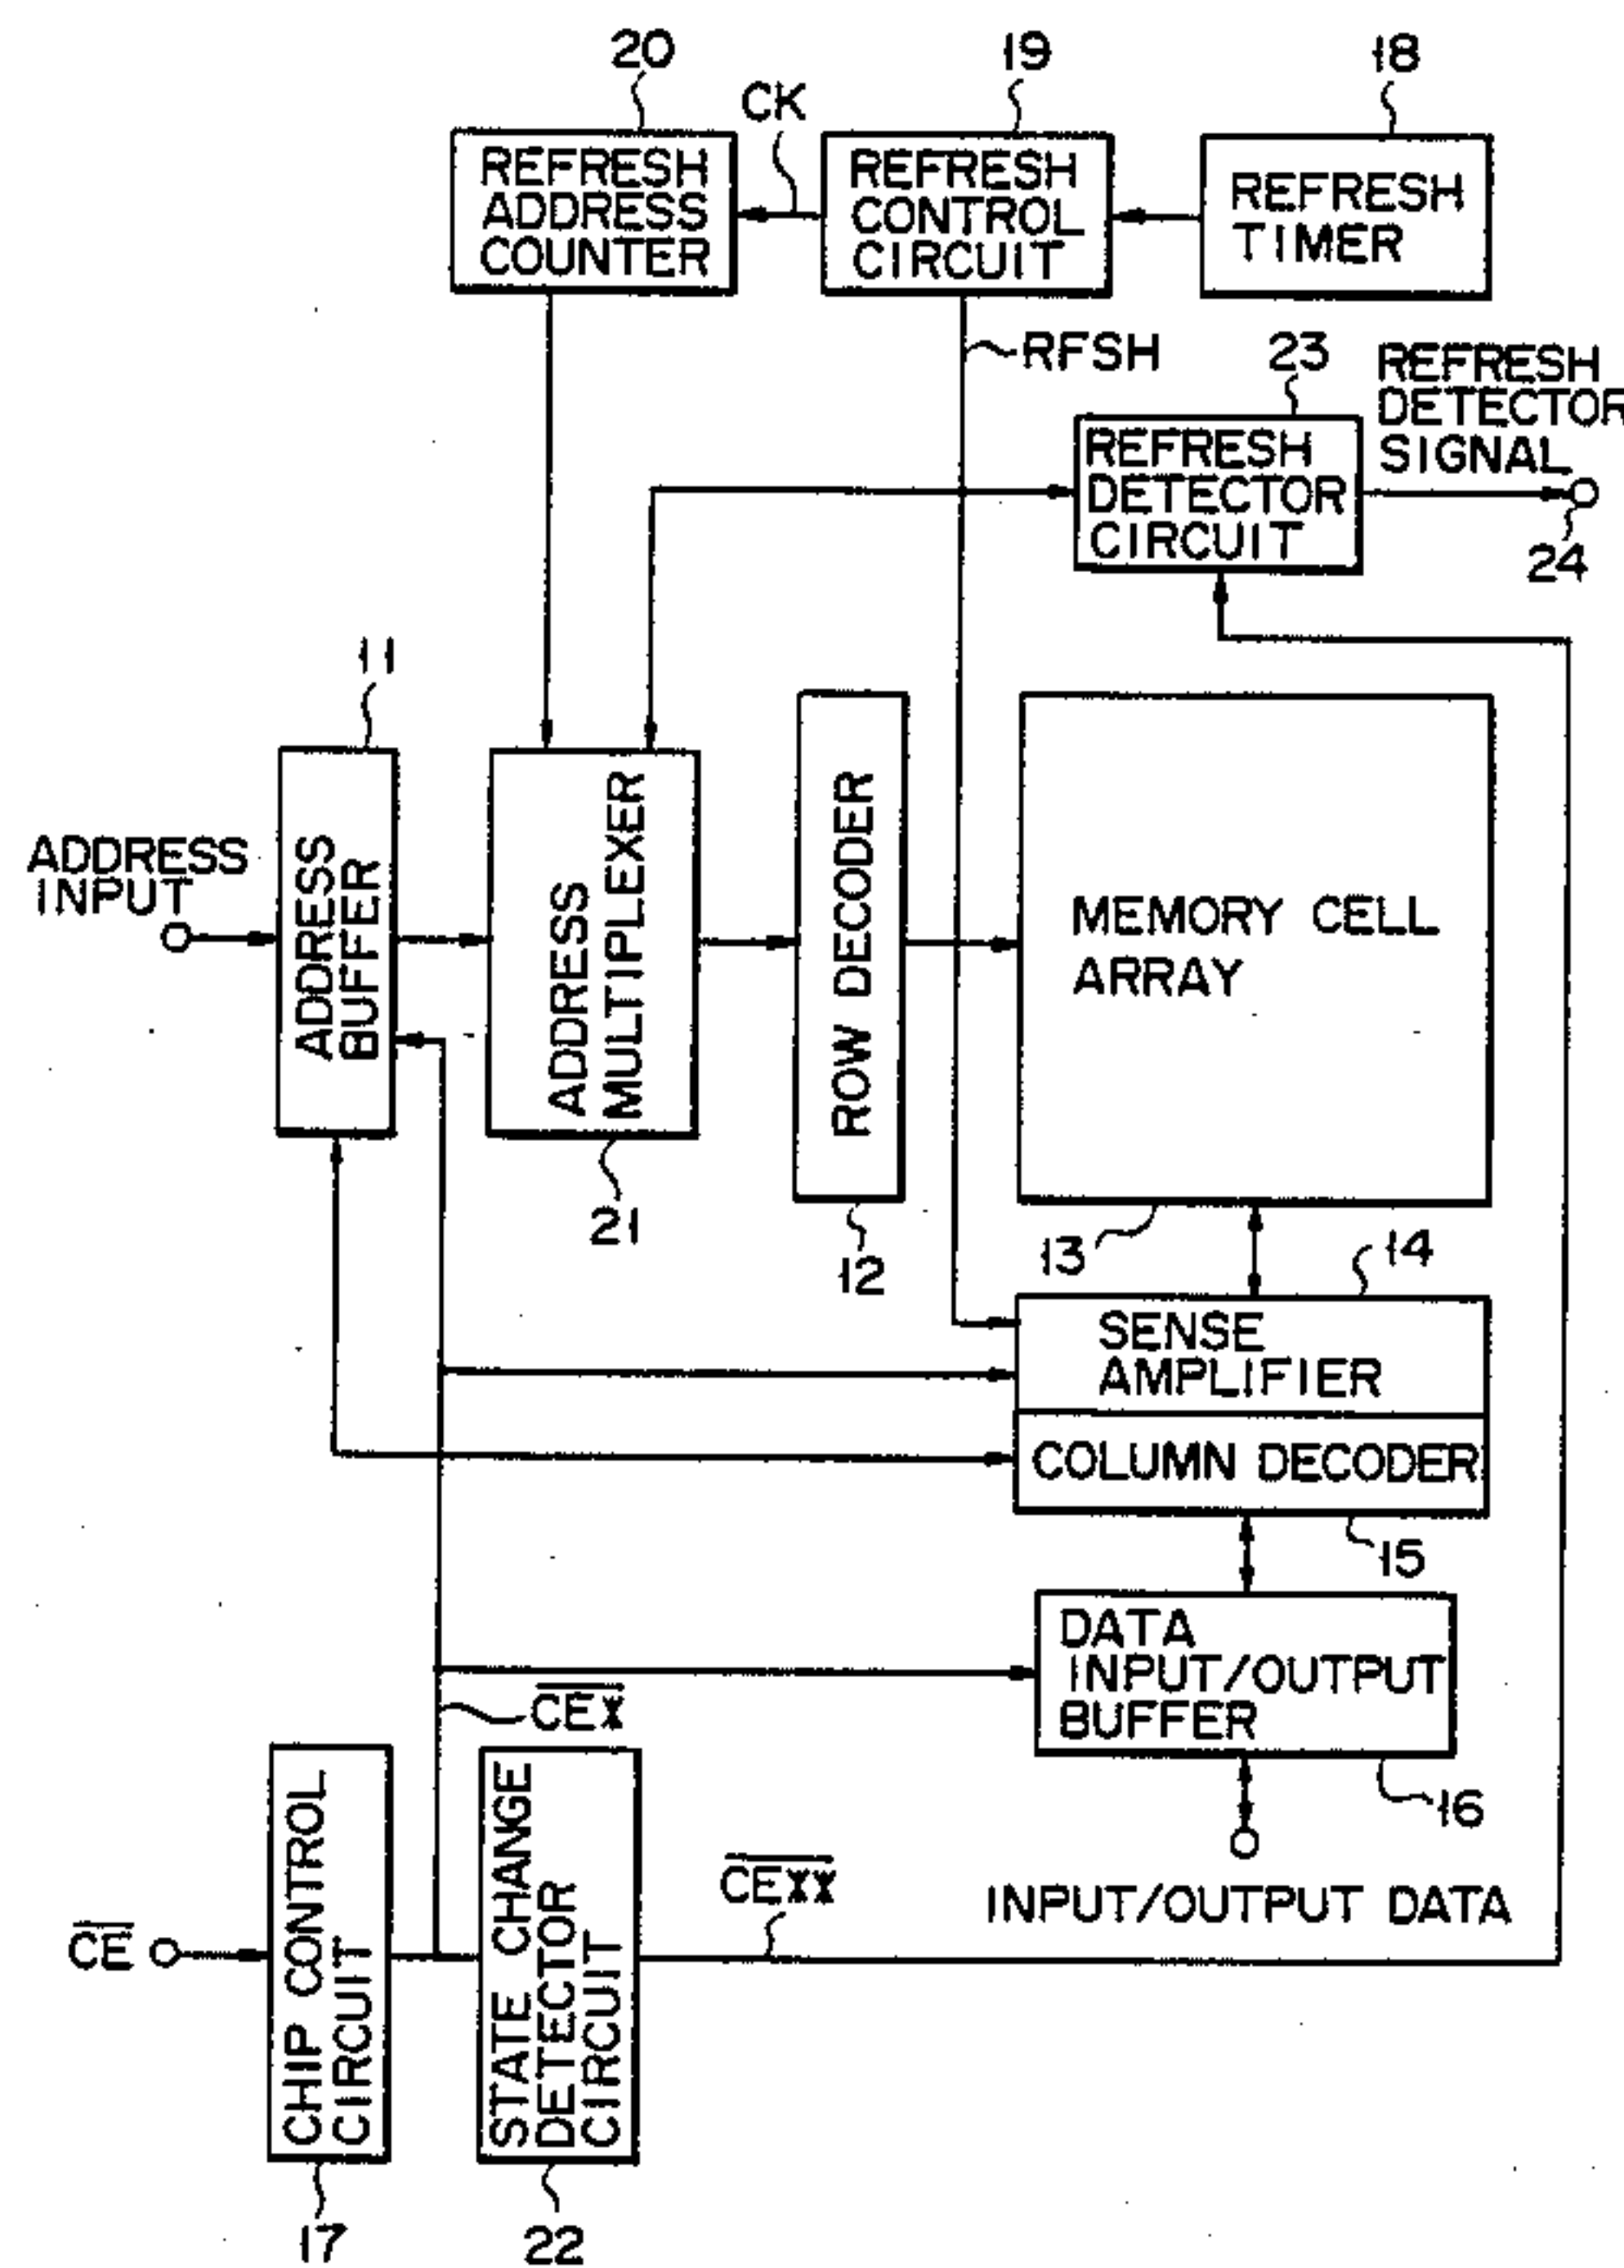 20
19
18
CK
REFRESH
ADDRESS
COUNTER
REFRESH
CONTROL
CIRCUIT
REFRESH
TIMER
RFSH
23
REFRESH
DETECTOR
SIGNAL
REFRESH
DETECTOR
CIRCUIT
24
11
ADDRESS
INPUT
ADDRESS
BUFFER
ADDRESS
MULTIPLEXER
ROW DECODER
MEMORY CELL
ARRAY
21
12
13
14
SENSE
AMPLIFIER
COLUMN DECODER
15
DATA
INPUT/OUTPUT
BUFFER
C̅E̅X̅
16
CHIP CONTROL
CIRCUIT
STATE CHANGE
DETECTOR
CIRCUIT
C̅E̅X̅X̅
INPUT/OUTPUT DATA
C̅E̅
17
22